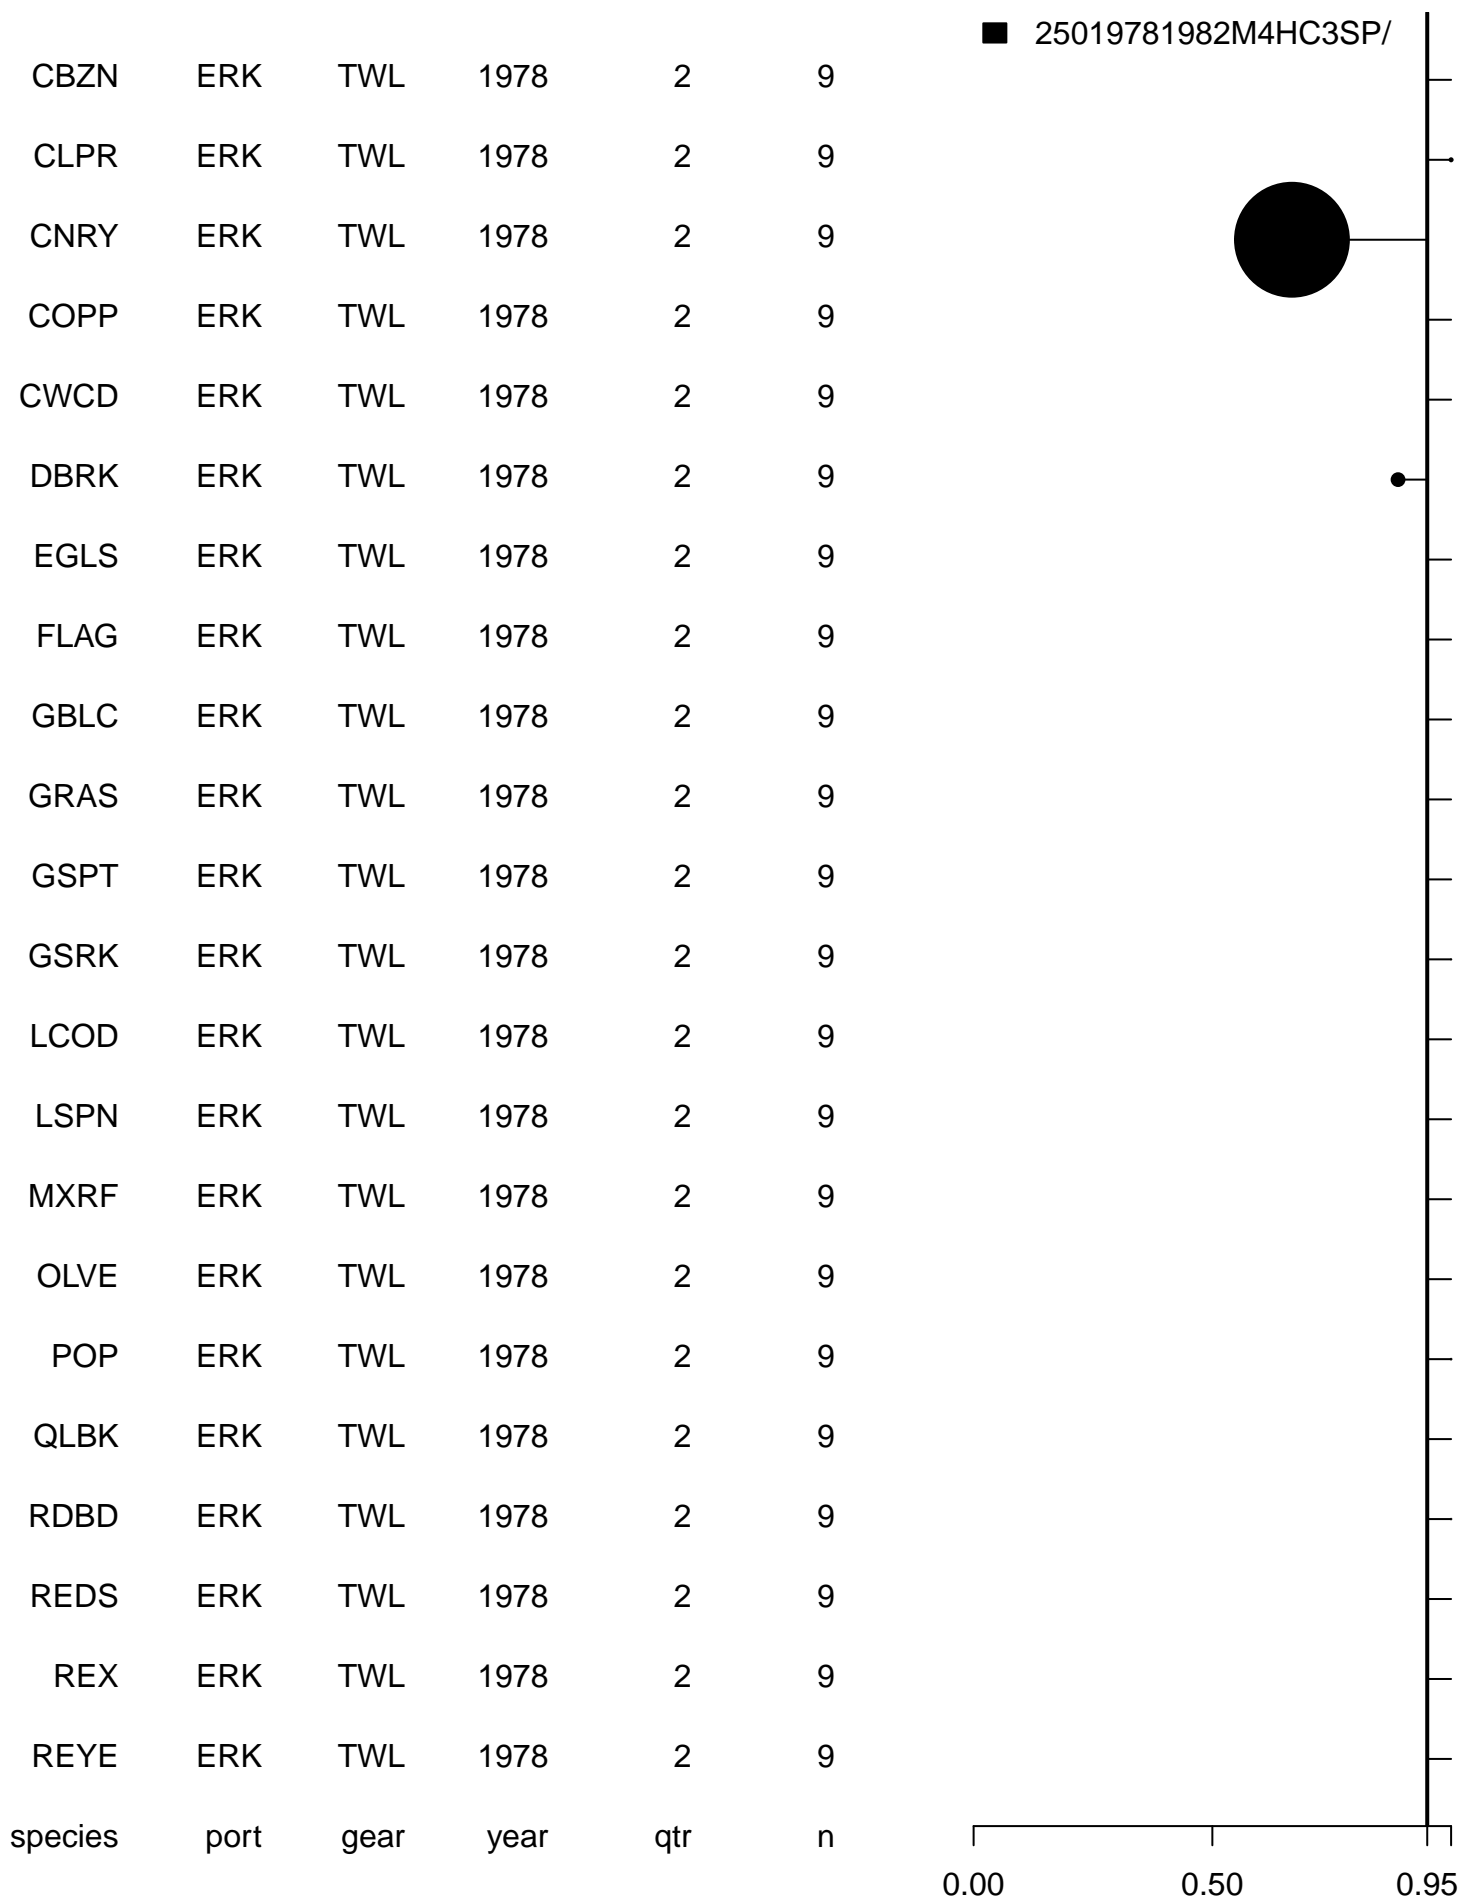 25019781982M4HC3SP/
CBZN ERK TWL 1978 2 9
CLPR ERK TWL 1978 2 9
CNRY ERK TWL 1978 2 9
COPP ERK TWL 1978 2 9
CWCD ERK TWL 1978 2 9
DBRK ERK TWL 1978 2 9
EGLS ERK TWL 1978 2 9
FLAG ERK TWL 1978 2 9
GBLC ERK TWL 1978 2 9
GRAS ERK TWL 1978 2 9
GSPT ERK TWL 1978 2 9
GSRK ERK TWL 1978 2 9
LCOD ERK TWL 1978 2 9
LSPN ERK TWL 1978 2 9
MXRF ERK TWL 1978 2 9
OLVE ERK TWL 1978 2 9
POP ERK TWL 1978 2 9
QLBK ERK TWL 1978 2 9
RDBD ERK TWL 1978 2 9
REDS ERK TWL 1978 2 9
REX ERK TWL 1978 2 9
REYE ERK TWL 1978 2 9
species port gear year qtr n
0.00 0.50 0.95